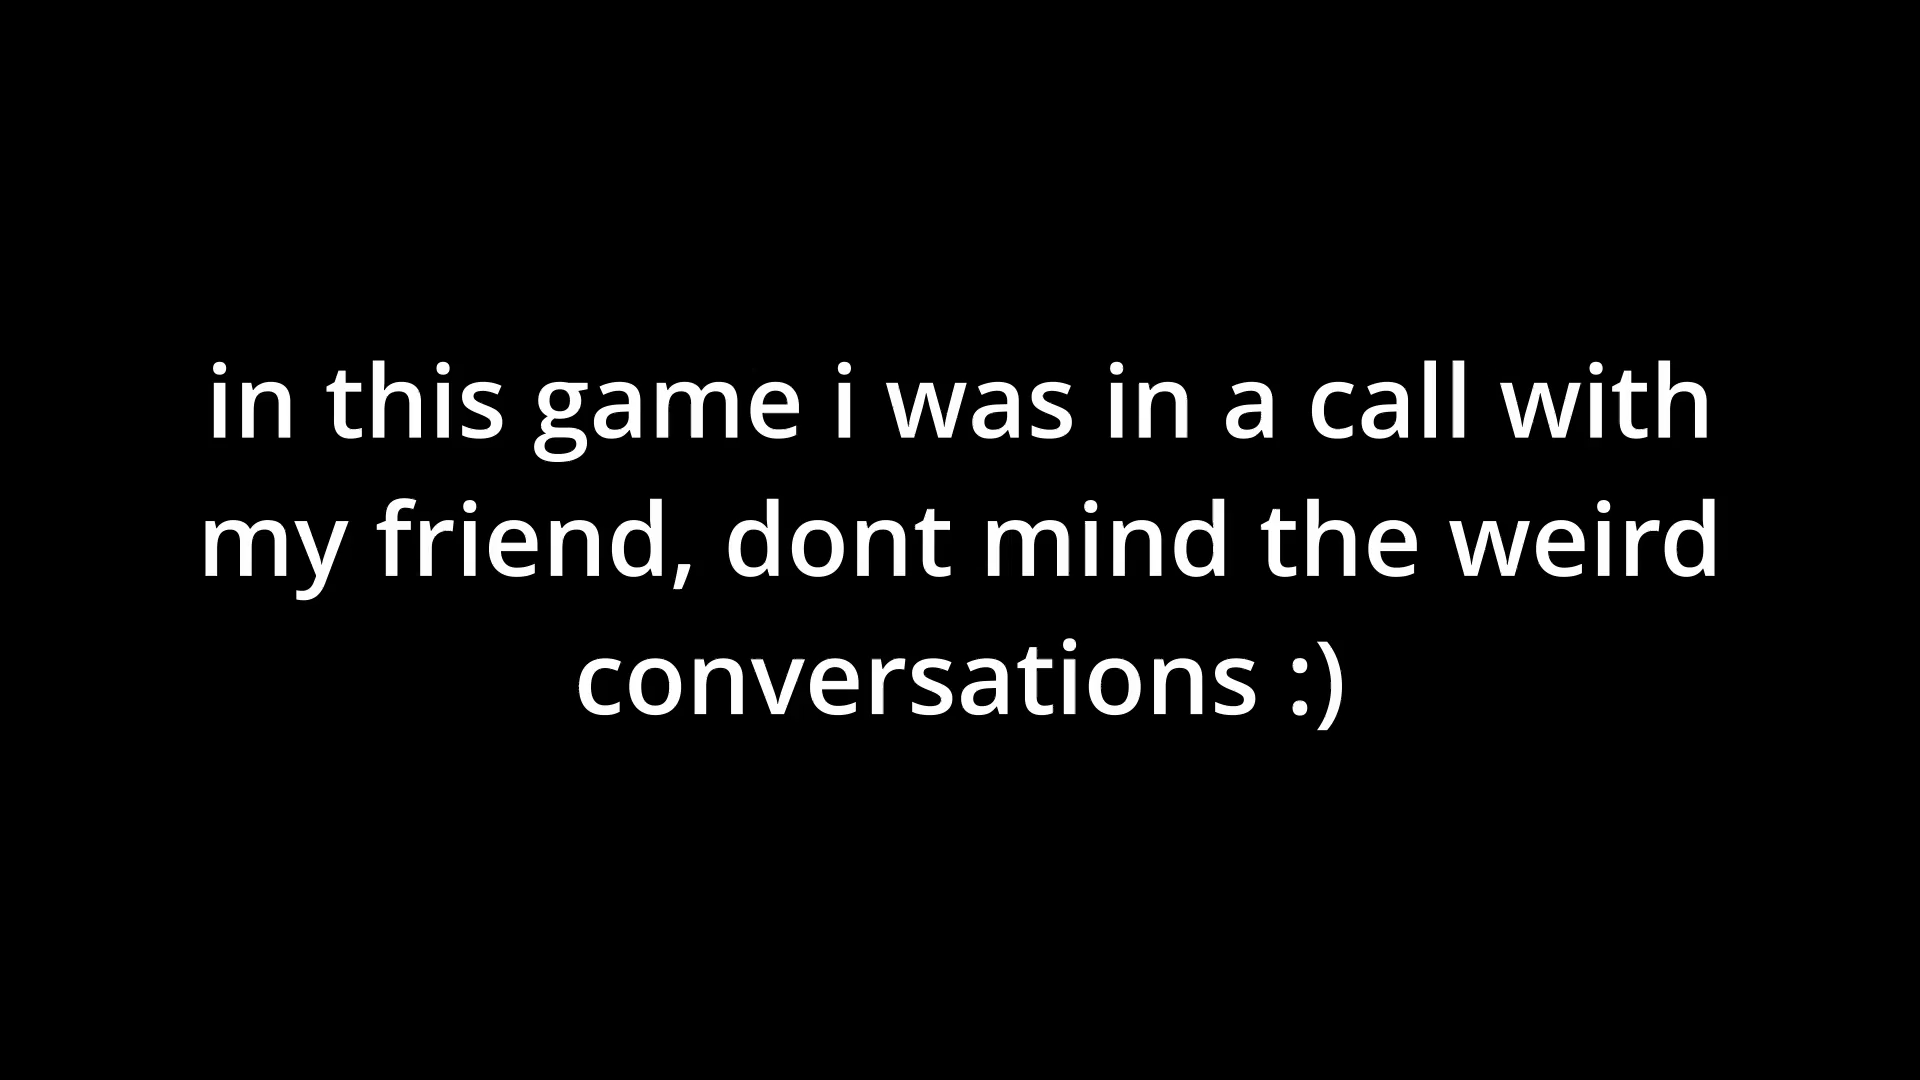 in this game i was in a call with
my friend, dont mind the weird
conversations :)